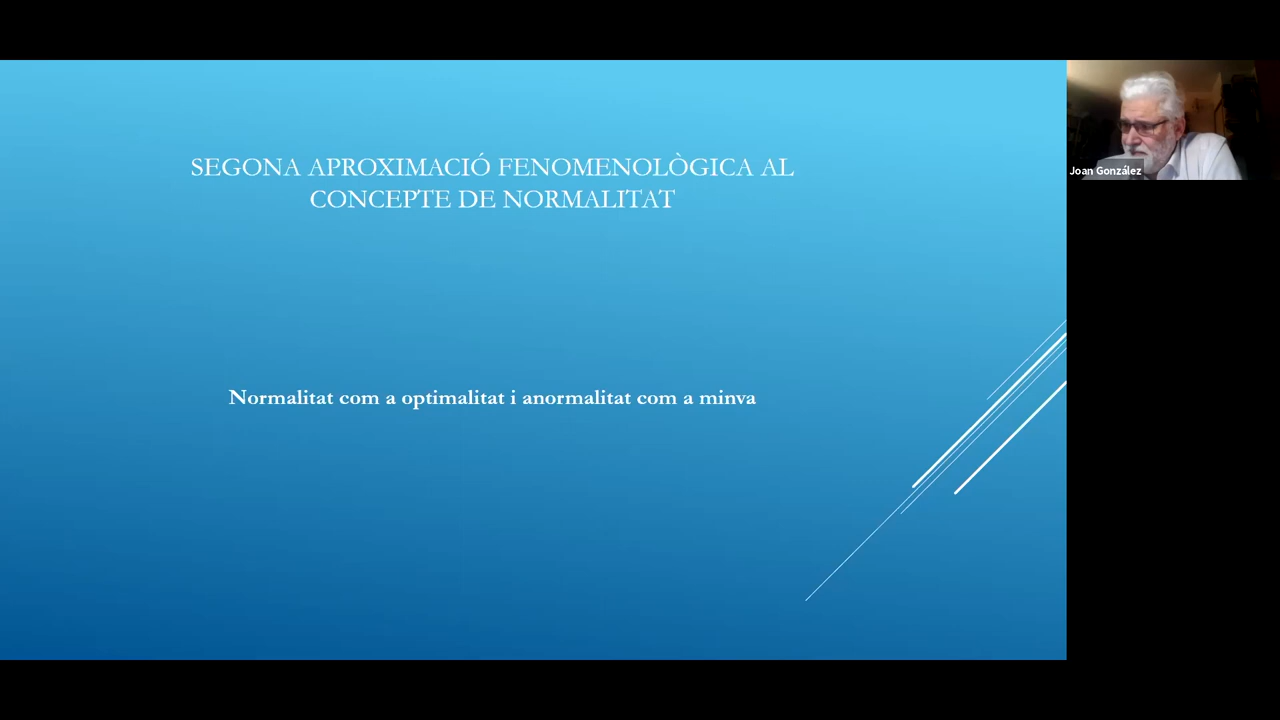 SEGONA APROXIMACIÓ FENOMENOLÒGICA AL
CONCEPTE DE NORMALITAT
Normalitat com a optimalitat i anormalitat com a minva
Joan González